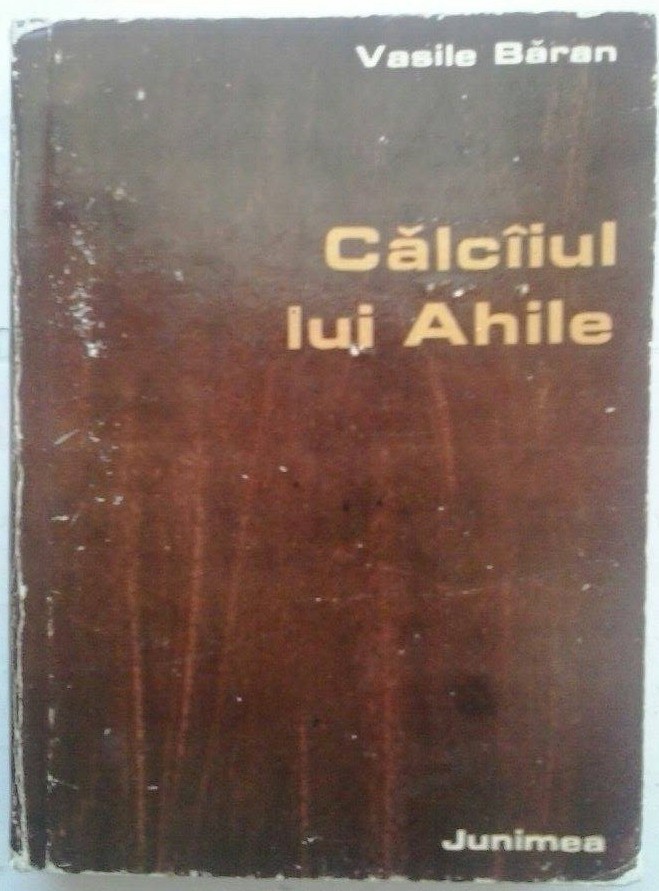 Vasile Băran
Călcîiul
lui Ahile
Junimea